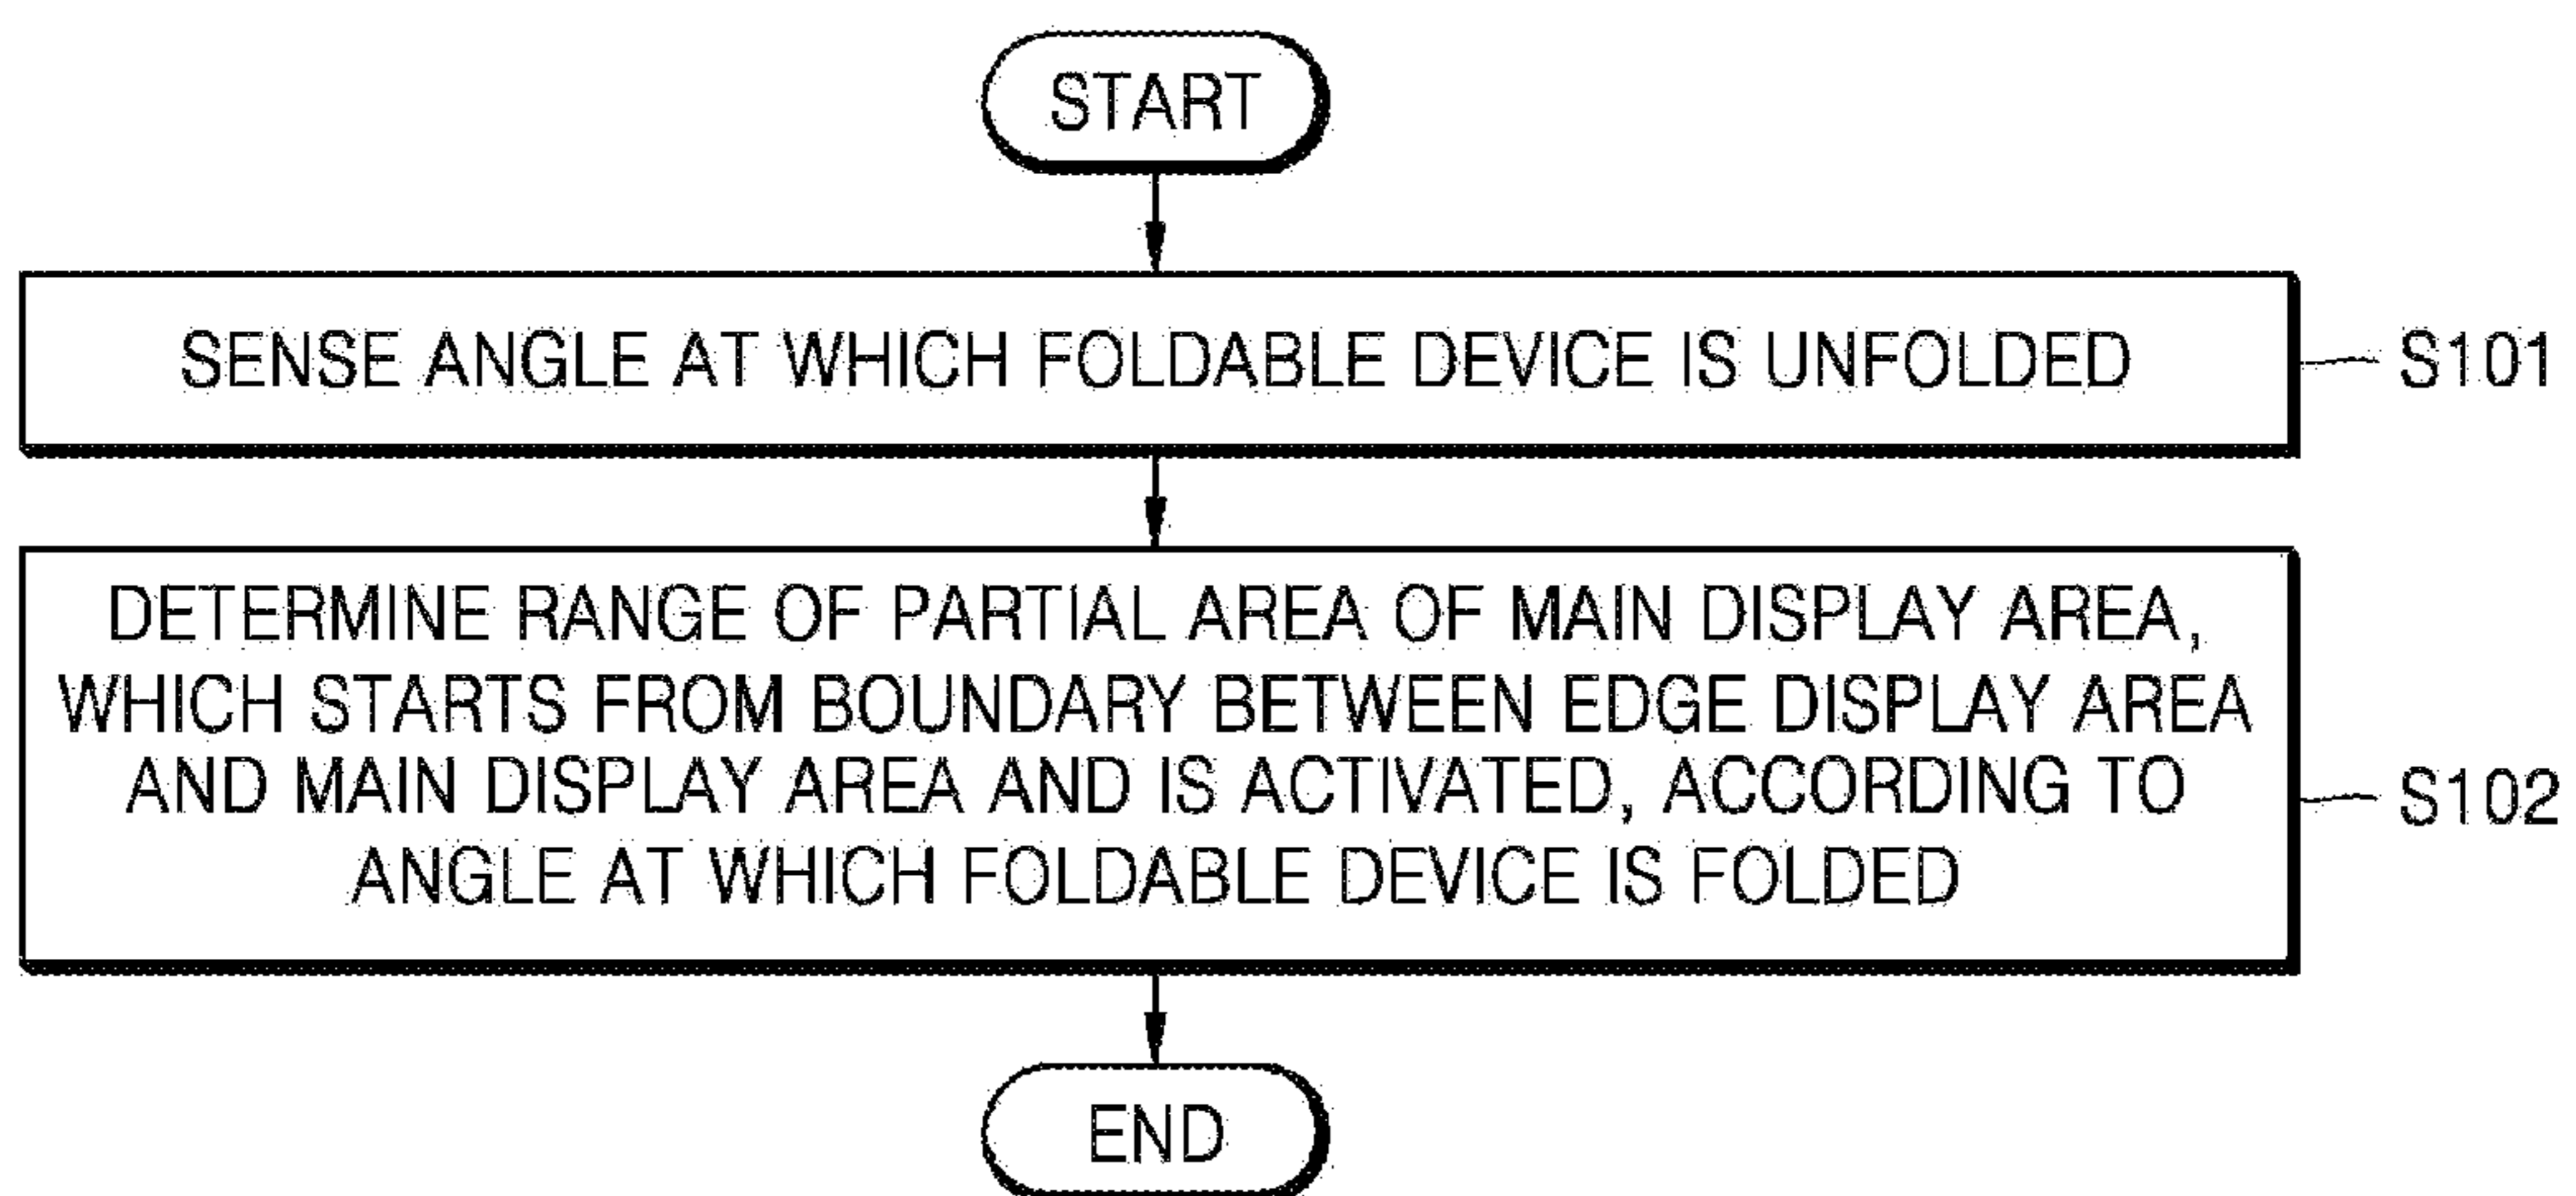 START
SENSE ANGLE AT WHICH FOLDABLE DEVICE IS UNFOLDED
S101
DETERMINE RANGE OF PARTIAL AREA OF MAIN DISPLAY AREA,
WHICH STARTS FROM BOUNDARY BETWEEN EDGE DISPLAY AREA
AND MAIN DISPLAY AREA AND IS ACTIVATED, ACCORDING TO
ANGLE AT WHICH FOLDABLE DEVICE IS FOLDED
S102
END